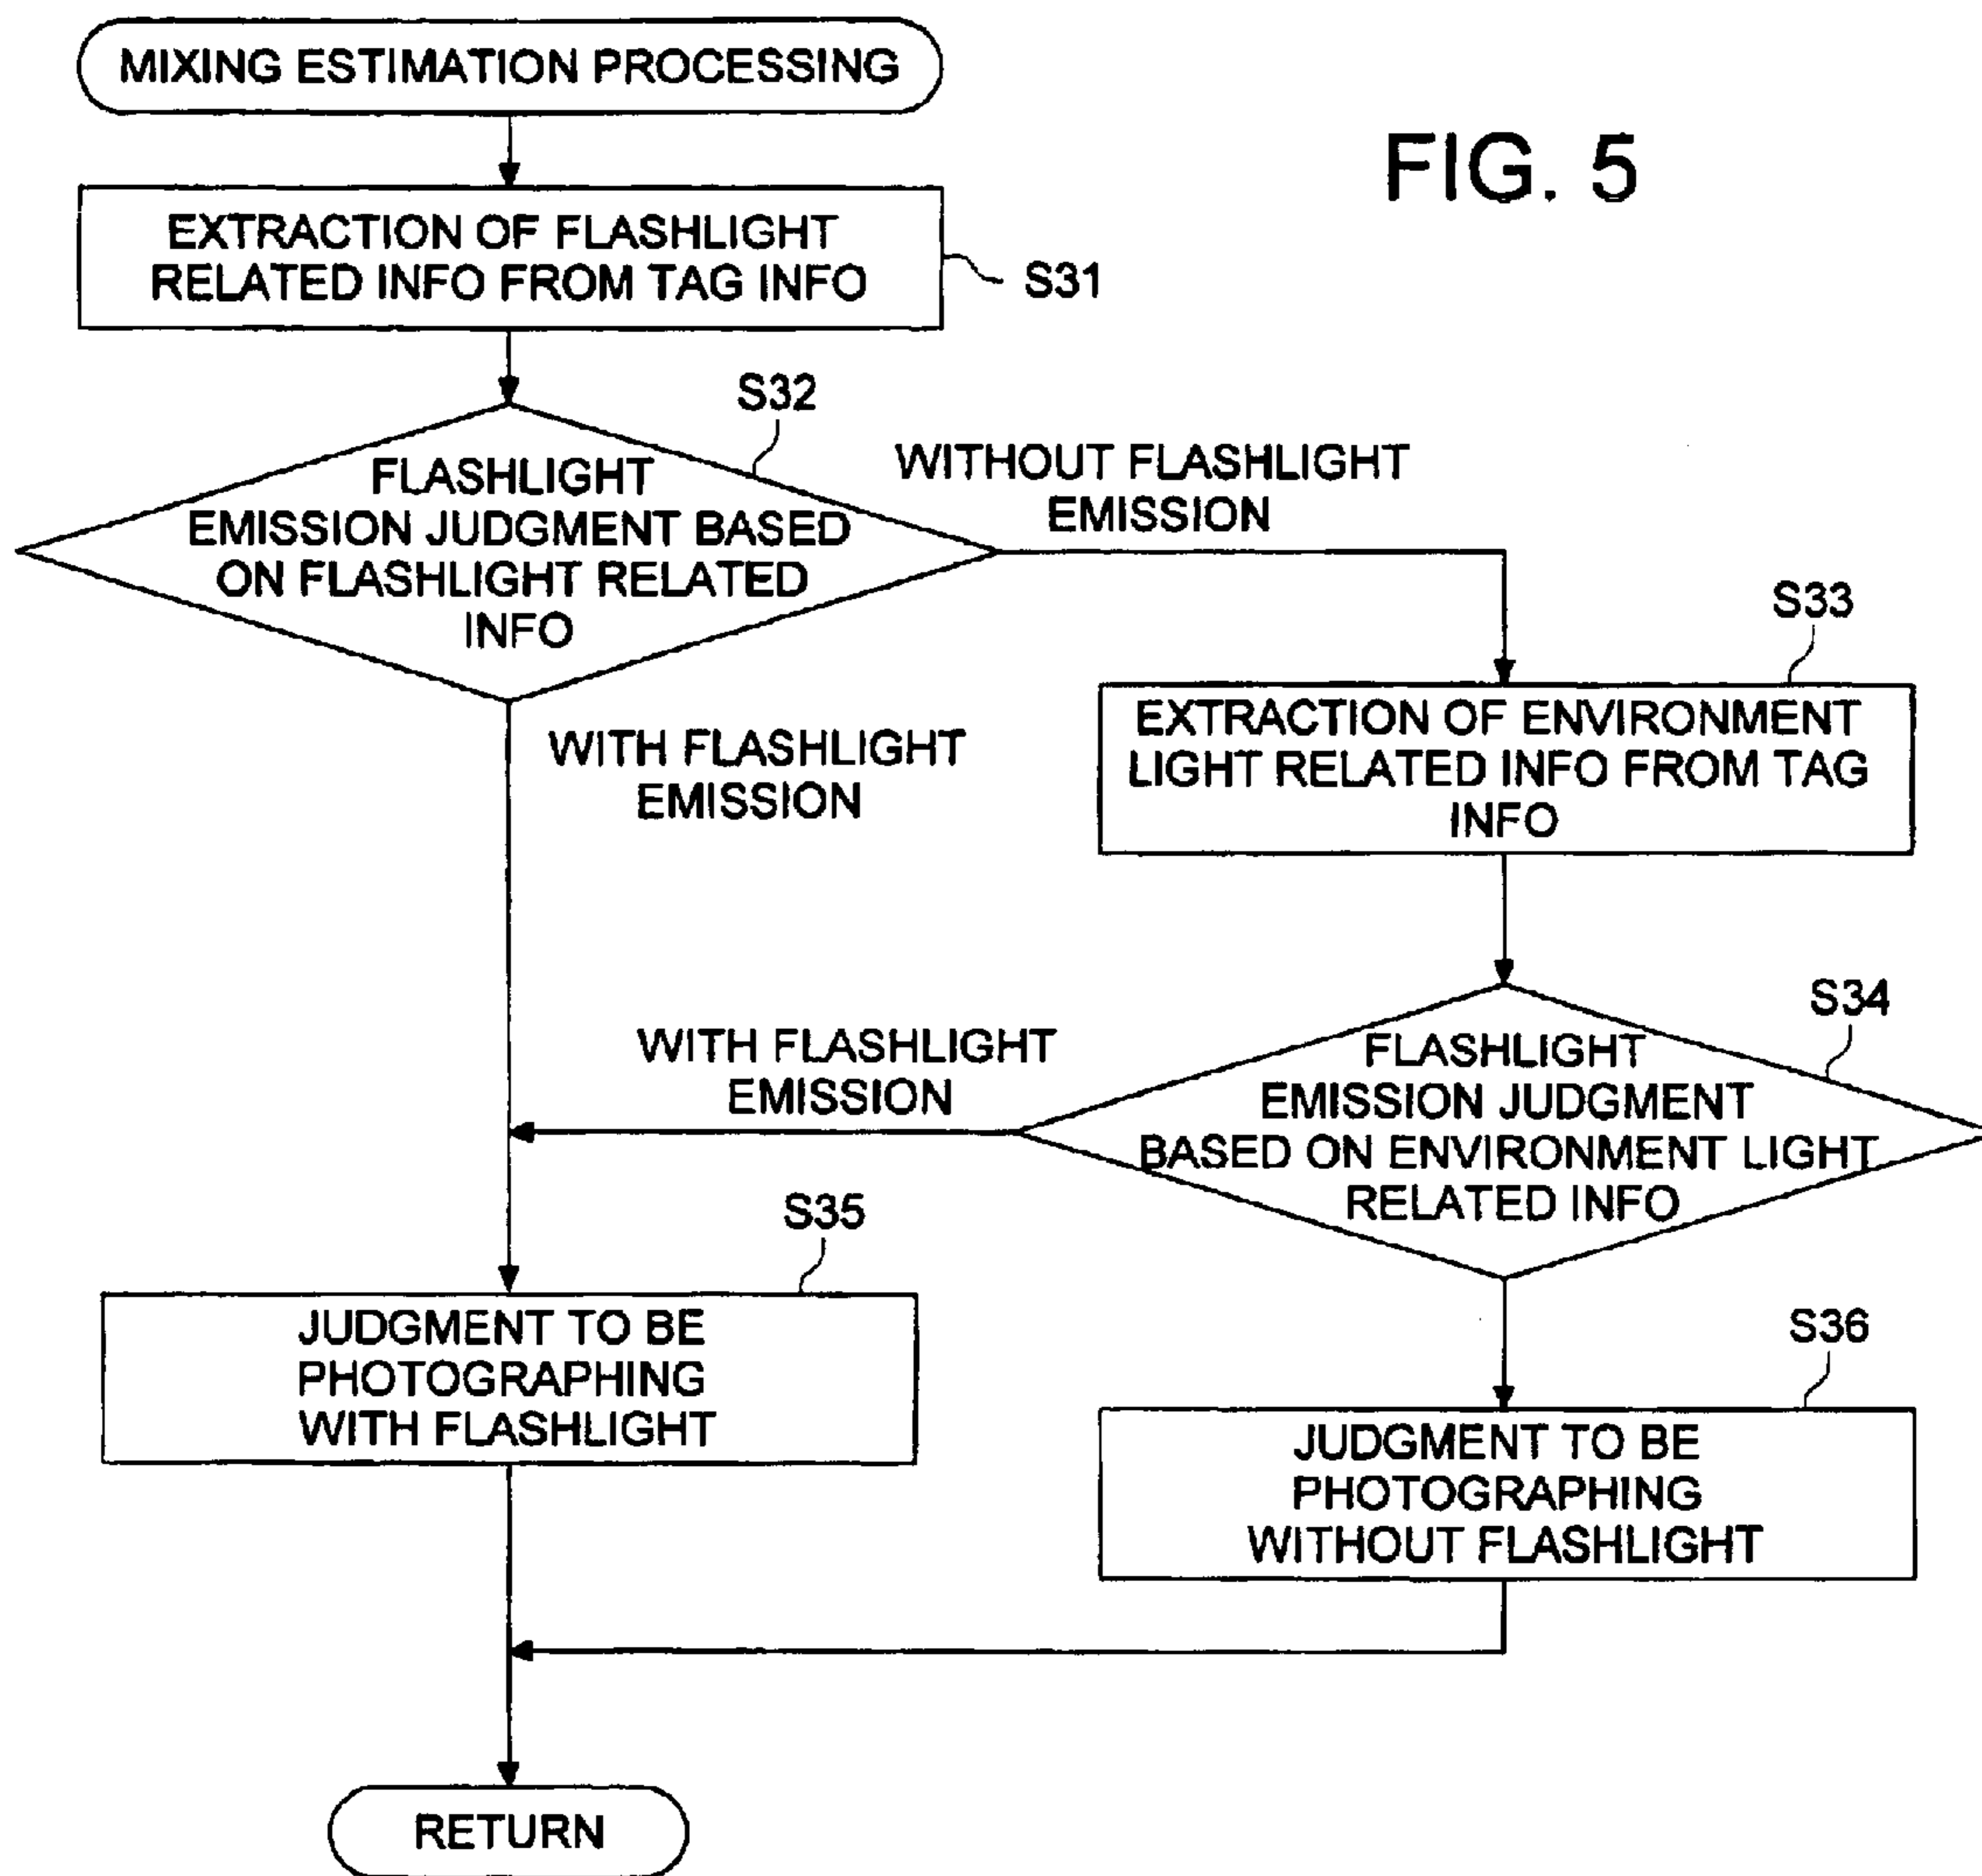 MIXING ESTIMATION PROCESSING
FIG. 5
EXTRACTION OF FLASHLIGHT
RELATED INFO FROM TAG INFO
S31
S32
FLASHLIGHT
EMISSION JUDGMENT BASED
ON FLASHLIGHT RELATED
INFO
WITHOUT FLASHLIGHT
EMISSION
S33
EXTRACTION OF ENVIRONMENT
LIGHT RELATED INFO FROM TAG
INFO
WITH FLASHLIGHT
EMISSION
S34
FLASHLIGHT
EMISSION JUDGMENT
BASED ON ENVIRONMENT LIGHT
RELATED INFO
WITH FLASHLIGHT
EMISSION
S35
JUDGMENT TO BE
PHOTOGRAPHING
WITH FLASHLIGHT
S36
JUDGMENT TO BE
PHOTOGRAPHING
WITHOUT FLASHLIGHT
RETURN